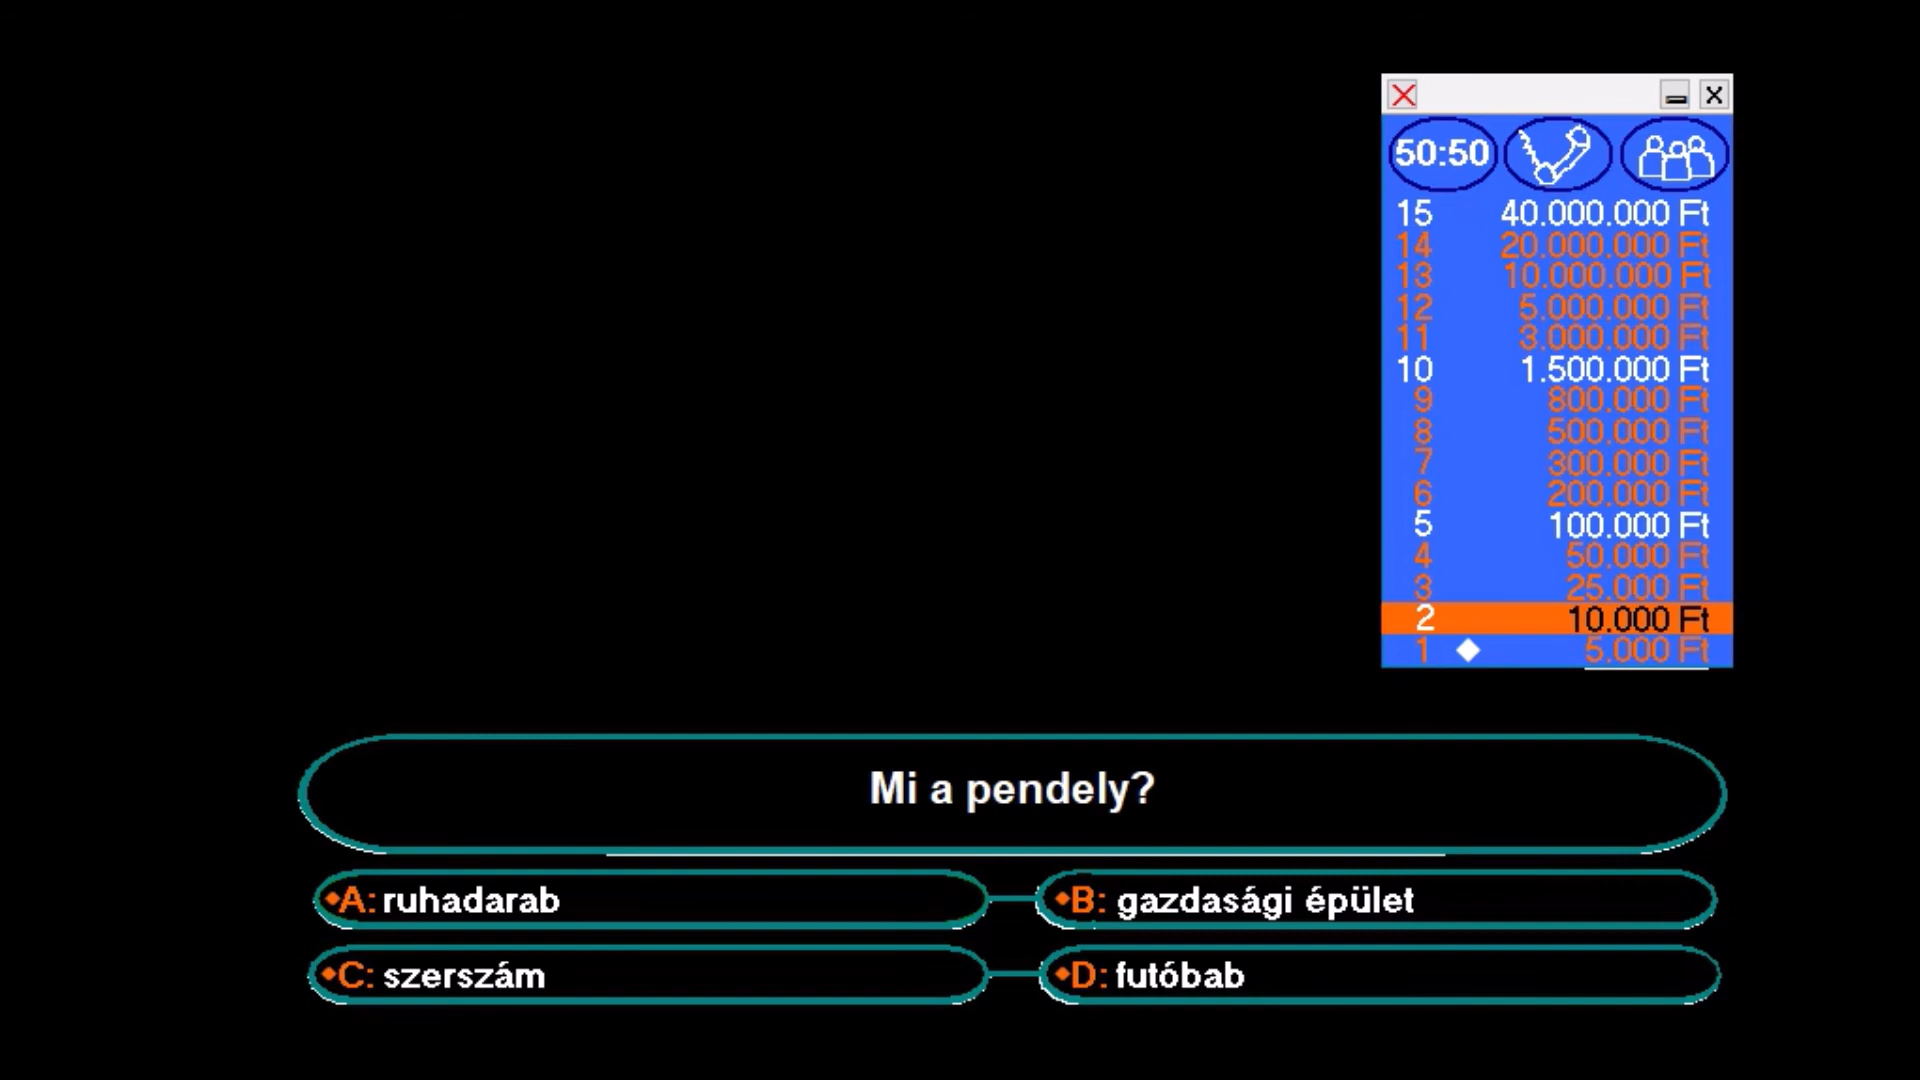 50:50
15 40.000.000 Ft
14 20.000.000 Ft
13 10.000.000 Ft
12 5.000.000 Ft
11 3.000.000 Ft
10 1.500.000 Ft
9 800.000 Ft
8 500.000 Ft
7 300.000 Ft
6 200.000 Ft
5 100.000 Ft
4 50.000 Ft
3 25.000 Ft
2 10.000 Ft
1 5.000 Ft
Mi a pendely?
A: ruhadarab
B: gazdasági épület
C: szerszám
D: futóbab